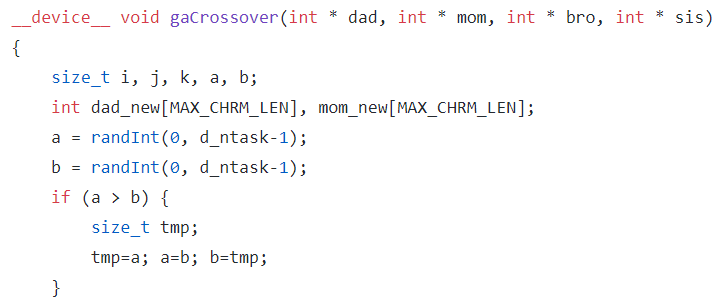 __device__ void gaCrossover(int * dad, int * mom, int * bro, int * sis)
{
    size_t i, j, k, a, b;
    int dad_new[MAX_CHRM_LEN], mom_new[MAX_CHRM_LEN];
    a = randInt(0, d_ntask-1);
    b = randInt(0, d_ntask-1);
    if (a > b) {
        size_t tmp;
        tmp=a; a=b; b=tmp;
    }